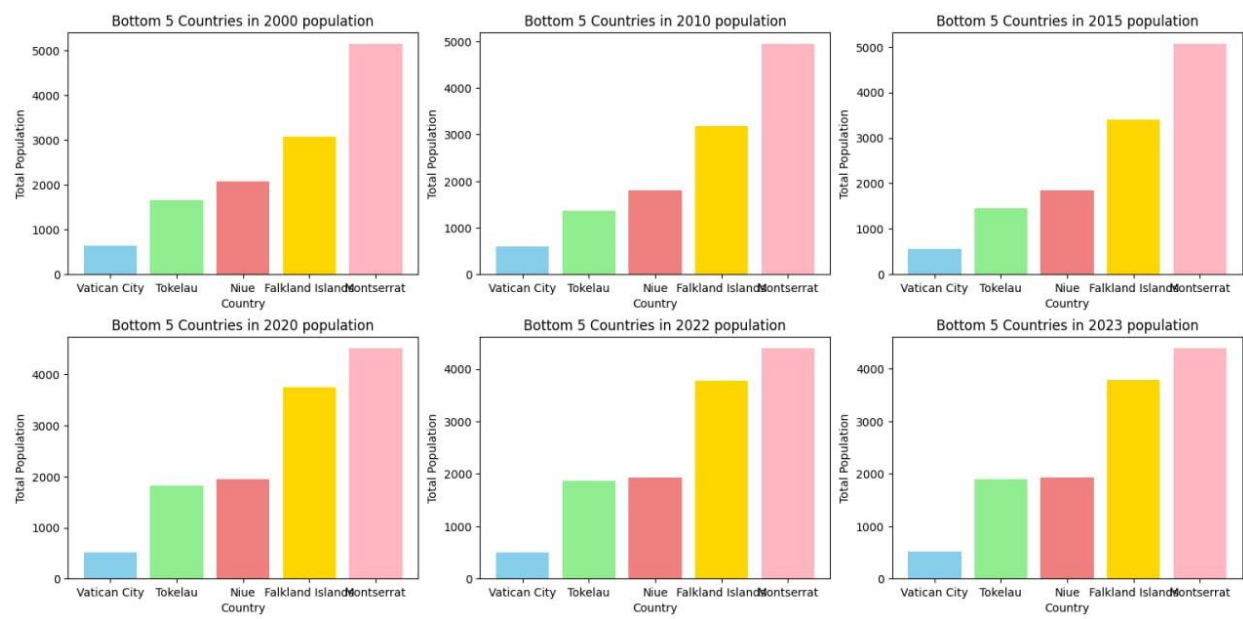 Bottom 5 Countries in 2000 population
Total Population
5000
4000
3000
2000
1000
0
Vatican City Tokelau Niue Falkland Islands Montserrat
Country
Bottom 5 Countries in 2010 population
Total Population
5000
4000
3000
2000
1000
0
Vatican City Tokelau Niue Falkland Islands Montserrat
Country
Bottom 5 Countries in 2015 population
Total Population
5000
4000
3000
2000
1000
0
Vatican City Tokelau Niue Falkland Islands Montserrat
Country
Bottom 5 Countries in 2020 population
Total Population
4000
3000
2000
1000
0
Vatican City Tokelau Niue Falkland Islands Montserrat
Country
Bottom 5 Countries in 2022 population
Total Population
4000
3000
2000
1000
0
Vatican City Tokelau Niue Falkland Islands Montserrat
Country
Bottom 5 Countries in 2023 population
Total Population
4000
3000
2000
1000
0
Vatican City Tokelau Niue Falkland Islands Montserrat
Country